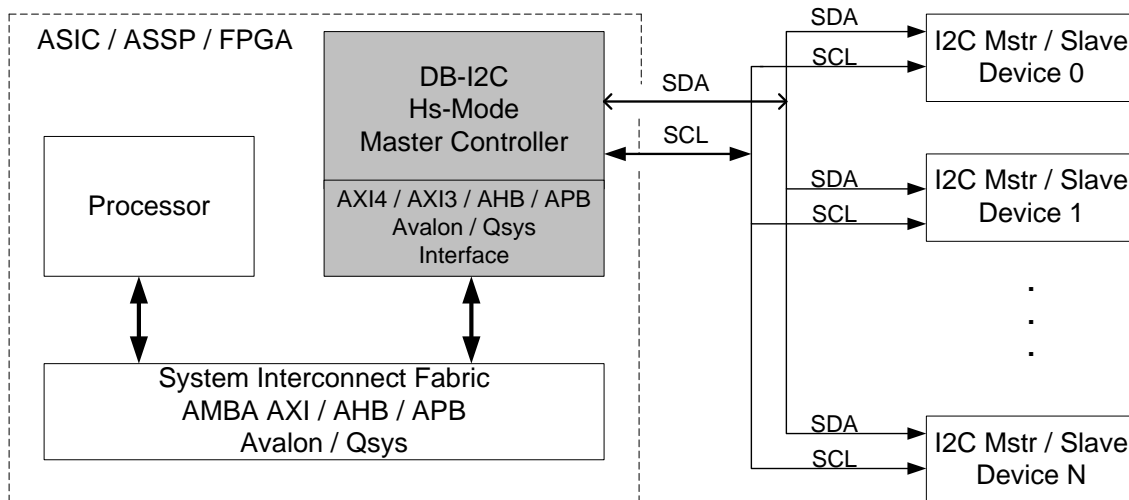 ASIC / ASSP / FPGA
DB-I2C
Hs-Mode
Master Controller
AXI4 / AXI3 / AHB / APB
Avalon / Qsys
Interface
Processor
System Interconnect Fabric
AMBA AXI / AHB / APB
Avalon / Qsys
SDA
SCL
SDA
SCL
I2C Mstr / Slave
Device 0
SDA
SCL
I2C Mstr / Slave
Device 1
.
.
.
SDA
SCL
I2C Mstr / Slave
Device N